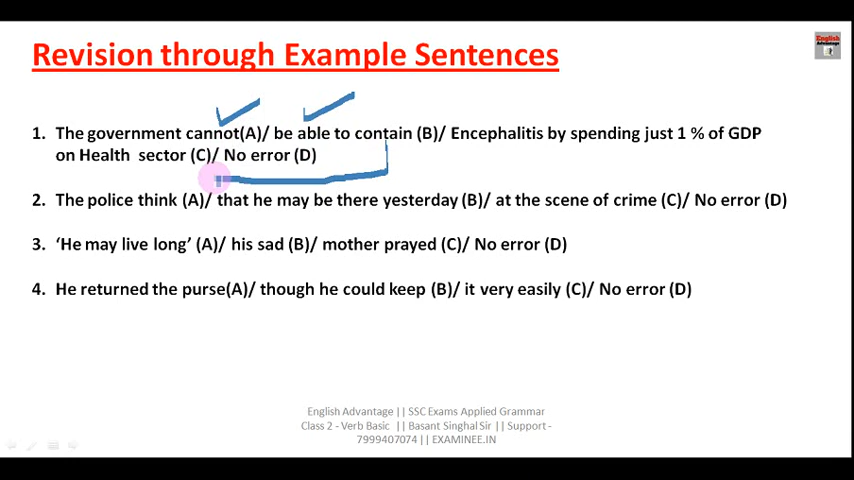 Revision through Example Sentences
English
Advantage
1. The government cannot(A)/ be able to contain (B)/ Encephalitis by spending just 1 % of GDP
on Health sector (C)/ No error (D)
2. The police think (A)/ that he may be there yesterday (B)/ at the scene of crime (C)/ No error (D)
3. ‘He may live long’ (A)/ his sad (B)/ mother prayed (C)/ No error (D)
4. He returned the purse(A)/ though he could keep (B)/ it very easily (C)/ No error (D)
English Advantage || SSC Exams Applied Grammar
Class 2 - Verb Basic || Basant Singhal Sir || Support -
7999407074 || EXAMINEE.IN